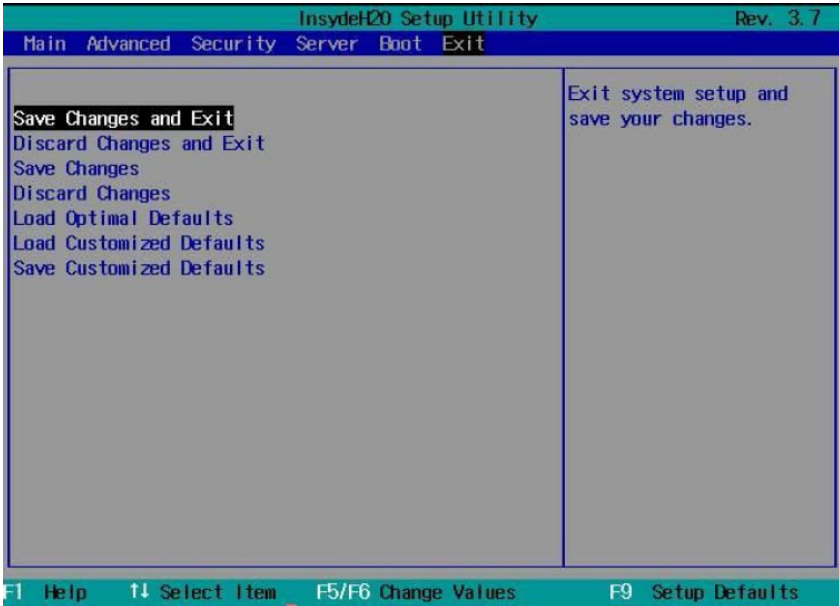 InsydeH20 Setup Utility Rev. 3.7
Main Advanced Security Server Boot Exit
Exit system setup and
save your changes.
Save Changes and Exit
Discard Changes and Exit
Save Changes
Discard Changes
Load Optimal Defaults
Load Customized Defaults
Save Customized Defaults
F1 Help ↑↓ Select Item F5/F6 Change Values F9 Setup Defaults